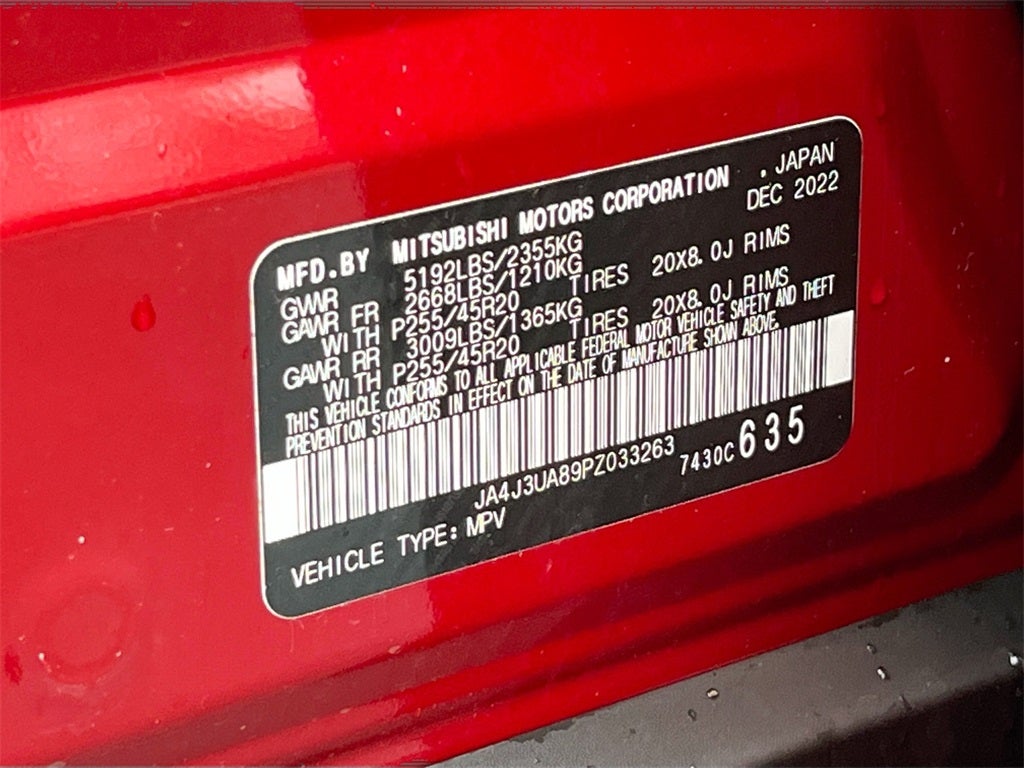 MFD.BY MITSUBISHI MOTORS CORPORATION . JAPAN
DEC 2022
GWWR 5192LBS/2355KG
GAWR FR 2668LBS/1210KG
WITH P255/45R20 TIRES 20X8.0J RIMS
GAWR RR 3009LBS/1365KG
WITH P255/45R20 TIRES 20X8.0J RIMS
THIS VEHICLE CONFORMS TO ALL APPLICABLE FEDERAL MOTOR VEHICLE SAFETY AND THEFT
PREVENTION STANDARDS IN EFFECT ON THE DATE OF MANUFACTURE SHOWN ABOVE.
JA4J3UA89PZ033263 7430C 635
VEHICLE TYPE: MPV